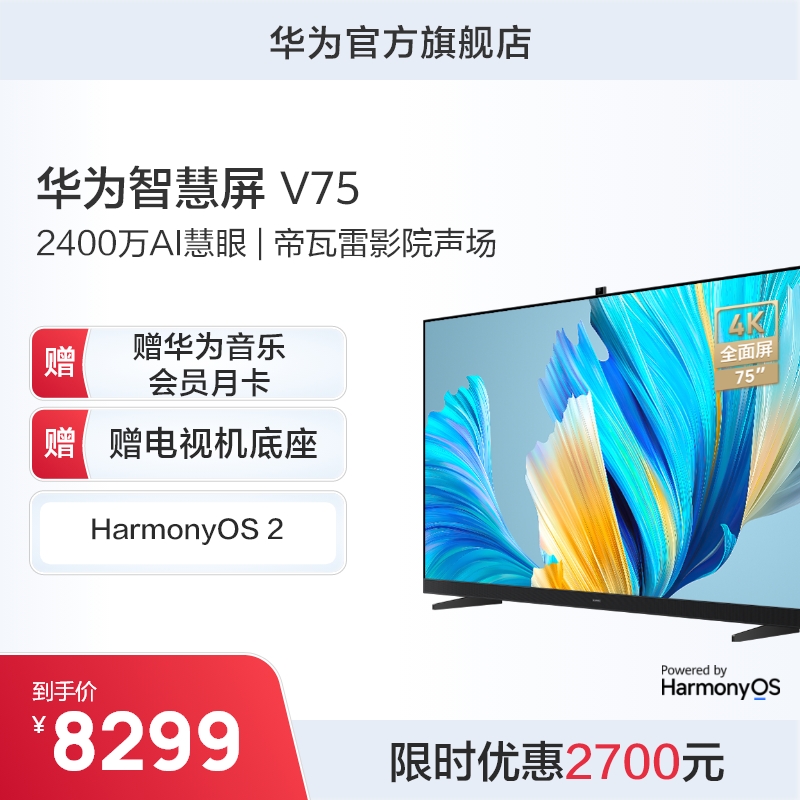 华为官方旗舰店
华为智慧屏 V75
2400万AI慧眼 | 帝瓦雷影院声场
赠
赠华为音乐
会员月卡
赠
赠电视机底座
HarmonyOS 2
4K
全面屏
75″
Powered by
HarmonyOS
到手价
¥8299
限时优惠2700元